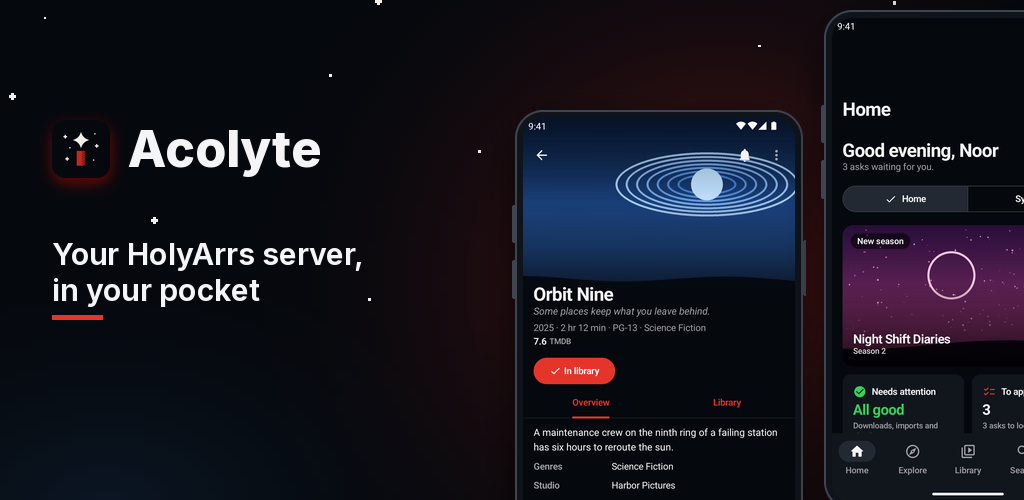 Acolyte
Your HolyArrs server,
in your pocket
9:41
Orbit Nine
Some places keep what you leave behind.
2025 · 2 hr 12 min · PG-13 · Science Fiction
7.6 TMDB
In library
Overview
Library
A maintenance crew on the ninth ring of a failing station
has six hours to reroute the sun.
Genres
Science Fiction
Studio
Harbor Pictures
9:41
Home
Good evening, Noor
3 asks waiting for you.
Home
New season
Night Shift Diaries
Season 2
Needs attention
All good
Downloads, imports and
To
3
3 asks to
Home
Explore
Library